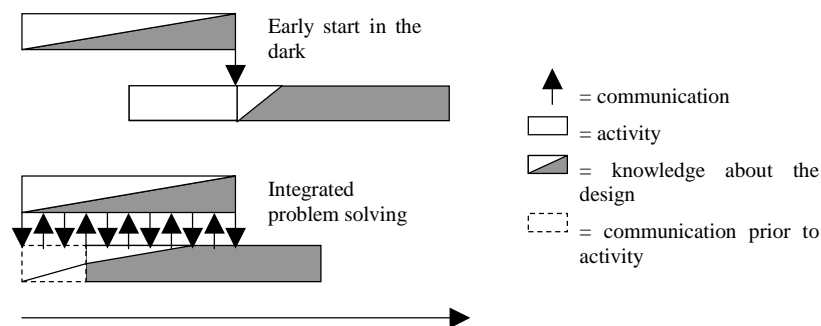 Early start in the
dark
Integrated
problem solving
= communication
= activity
= knowledge about the
design
= communication prior to
activity